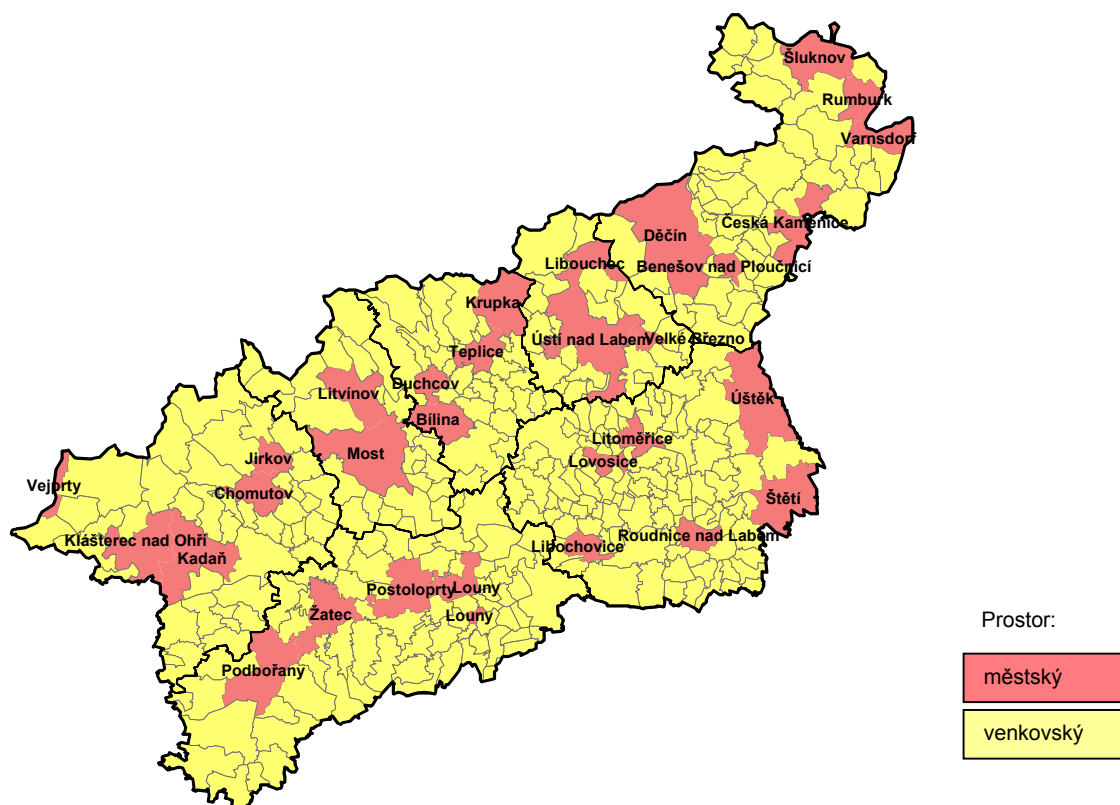 Šluknov
Rumburk
Varnsdorf
Česká Kamenice
Děčín
Libouchec
Benešov nad Ploučnicí
Krupka
Ústí nad Labem
Velké Březno
Teplice
Duchcov
Litvínov
Úštěk
Bílina
Litoměřice
Most
Jirkov
Lovosice
Vejprty
Chomutov
Štětí
Klášterec nad Ohří
Roudnice nad Labem
Libochovice
Kadaň
Postoloprty
Louny
Žatec
Louny
Podbořany
Prostor:
městský
venkovský